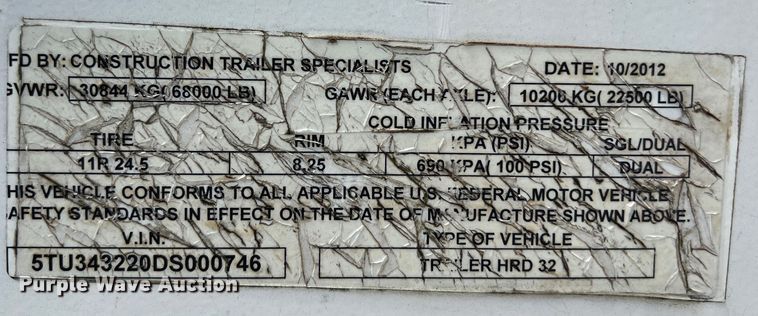 FD BY: CONSTRUCTION TRAILER SPECIALISTS DATE: 10/2012
GVWR: 30844 KG( 68000 LB) GAWR (EACH AXLE): 10206 KG( 22500 LB)
COLD INFLATION PRESSURE
TIRE RIM KPA (PSI) SGL/DUAL
11R 24.5 8.25 690 KPA( 100 PSI) DUAL
HIS VEHICLE CONFORMS TO ALL APPLICABLE U.S. FEDERAL MOTOR VEHICLE
AFETY STANDARDS IN EFFECT ON THE DATE OF MANUFACTURE SHOWN ABOVE.
V.I.N. TYPE OF VEHICLE
5TU343220DS000746 TRAILER HRD 32
Purple Wave Auction